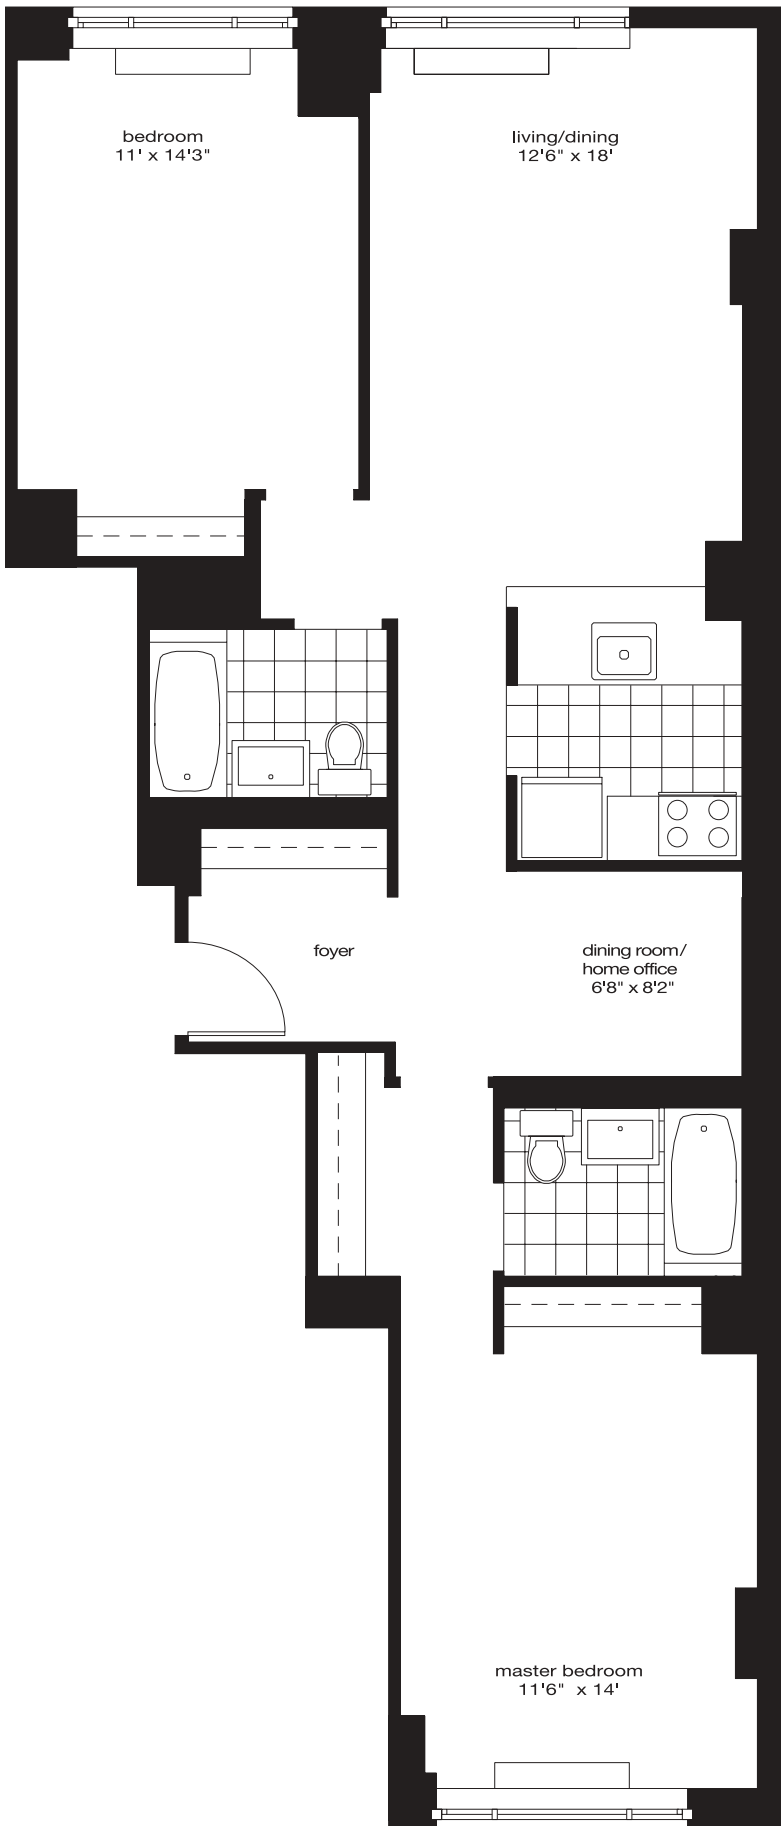 bedroom
11' x 14'3"
living/dining
12'6" x 18'
foyer
dining room/
home office
6'8" x 8'2"
master bedroom
11'6" x 14'